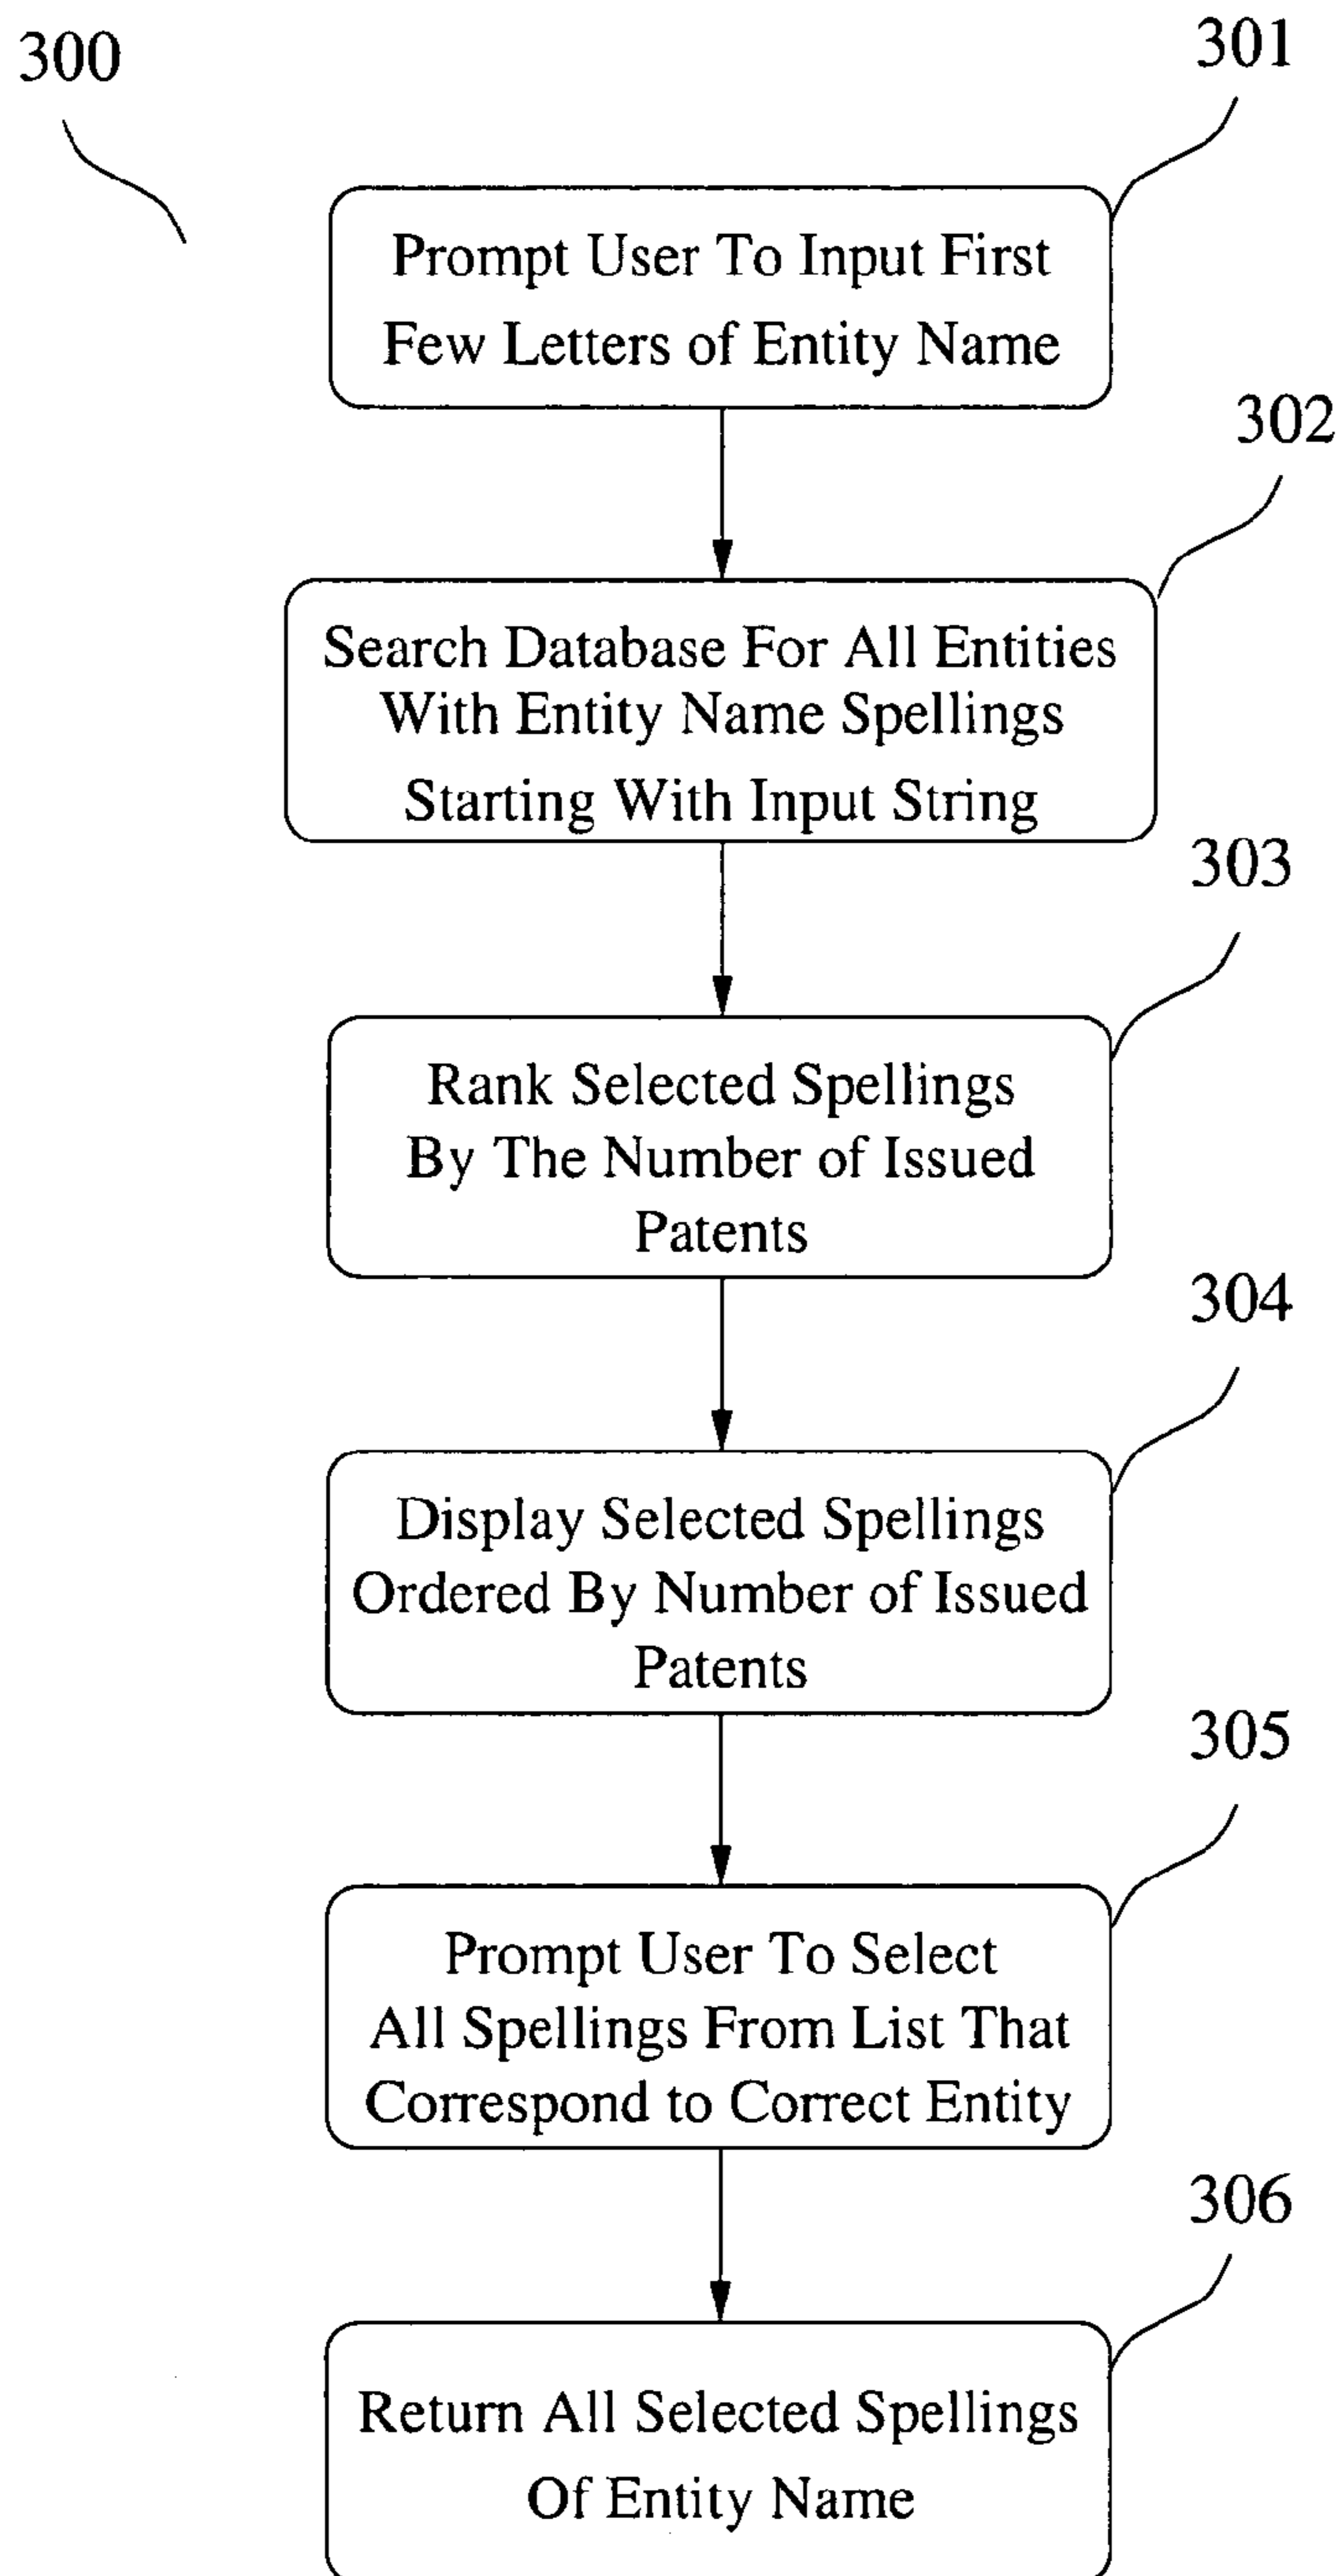 300
301
Prompt User To Input First
Few Letters of Entity Name
302
Search Database For All Entities
With Entity Name Spellings
Starting With Input String
303
Rank Selected Spellings
By The Number of Issued
Patents
304
Display Selected Spellings
Ordered By Number of Issued
Patents
305
Prompt User To Select
All Spellings From List That
Correspond to Correct Entity
306
Return All Selected Spellings
Of Entity Name